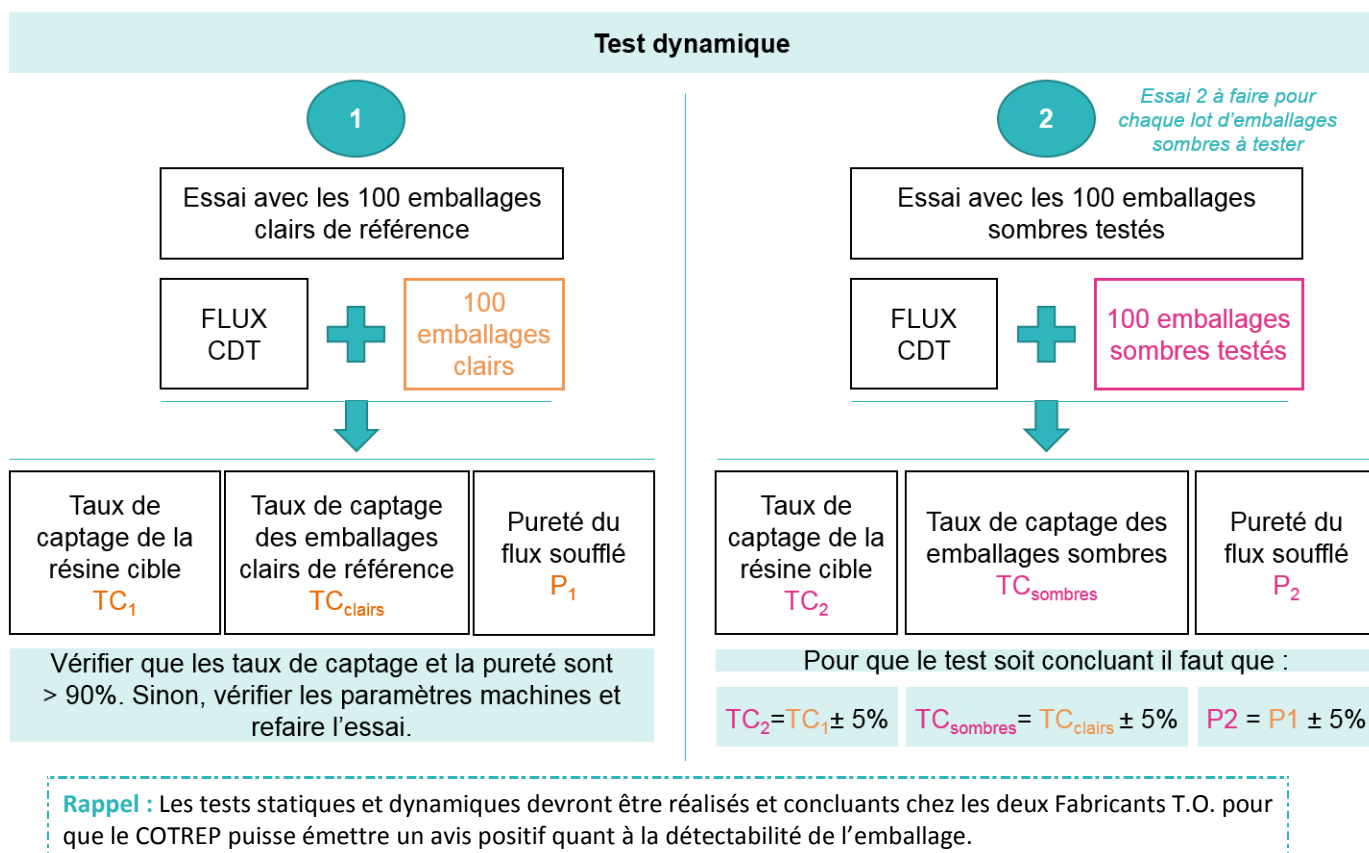 Test dynamique
1
Essai avec les 100 emballages
clairs de référence
FLUX
CDT
100
emballages
clairs
Taux de
captage de la
résine cible
TC1
Taux de captage
des emballages
clairs de référence
TCclairs
Pureté du
flux soufflé
P1
Vérifier que les taux de captage et la pureté sont
> 90%. Sinon, vérifier les paramètres machines et
refaire l’essai.
2
Essai 2 à faire pour
chaque lot d’emballages
sombres à tester
Essai avec les 100 emballages
sombres testés
FLUX
CDT
100 emballages
sombres testés
Taux de
captage de la
résine cible
TC2
Taux de captage des
emballages sombres
TCsombres
Pureté du
flux soufflé
P2
Pour que le test soit concluant il faut que :
TC2=TC1± 5%
TCsombres= TCclairs ± 5%
P2 = P1 ± 5%
Rappel : Les tests statiques et dynamiques devront être réalisés et concluants chez les deux Fabricants T.O. pour
que le COTREP puisse émettre un avis positif quant à la détectabilité de l’emballage.